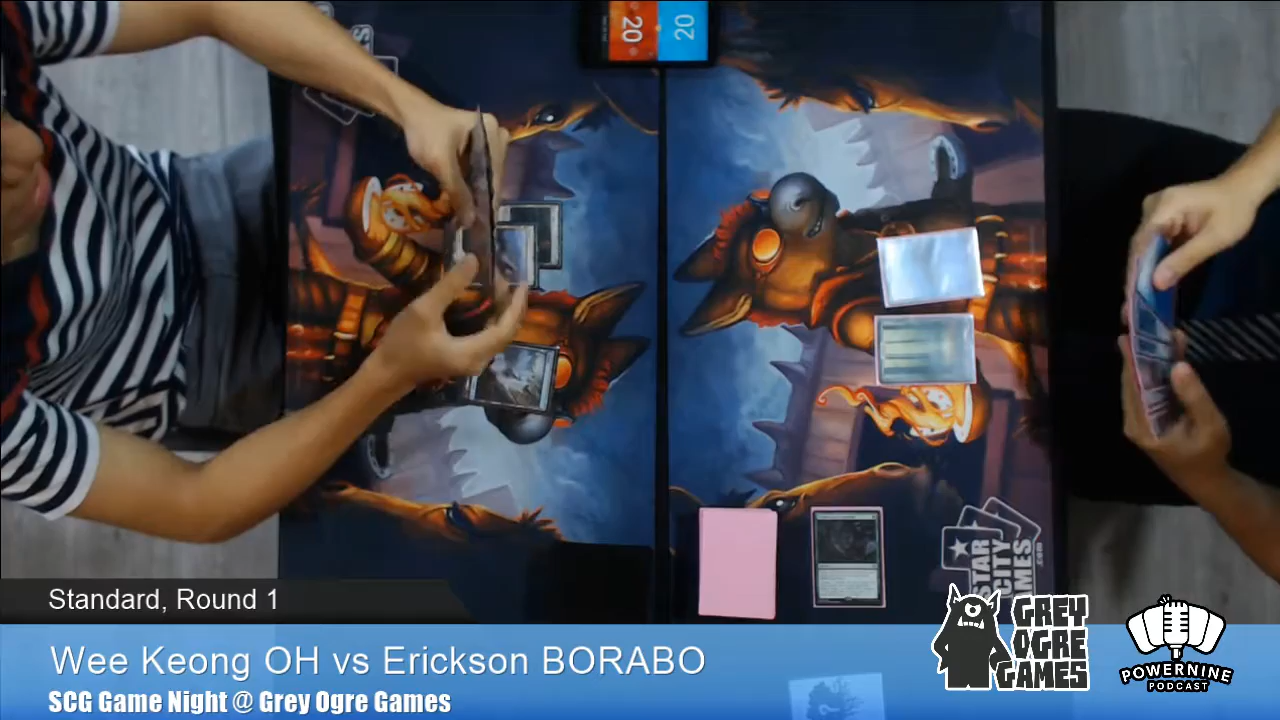 20 20
STAR
CITY
GAMES
.com
Standard, Round 1
Wee Keong OH vs Erickson BORABO
SCG Game Night @ Grey Ogre Games
GREY
OGRE
GAMES
POWERNINE
PODCAST